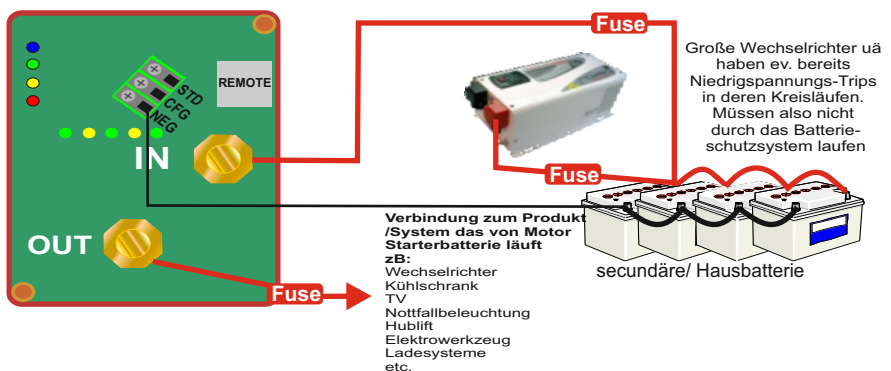 Fuse
REMOTE
STD
CFG
NEG
IN
Große Wechselrichter uä
haben ev. bereits
Niedrigspannungs-Trips
in deren Kreisläufen.
Müssen also nicht
durch das Batterie-
schutzsystem laufen
Fuse
OUT
Fuse
Verbindung zum Produkt
/System das von Motor
Starterbatterie läuft
zB:
Wechselrichter
Kühlschrank
TV
Nottfallbeleuchtung
Hublift
Elektrowerkzeug
Ladesysteme
etc.
secundäre/ Hausbatterie